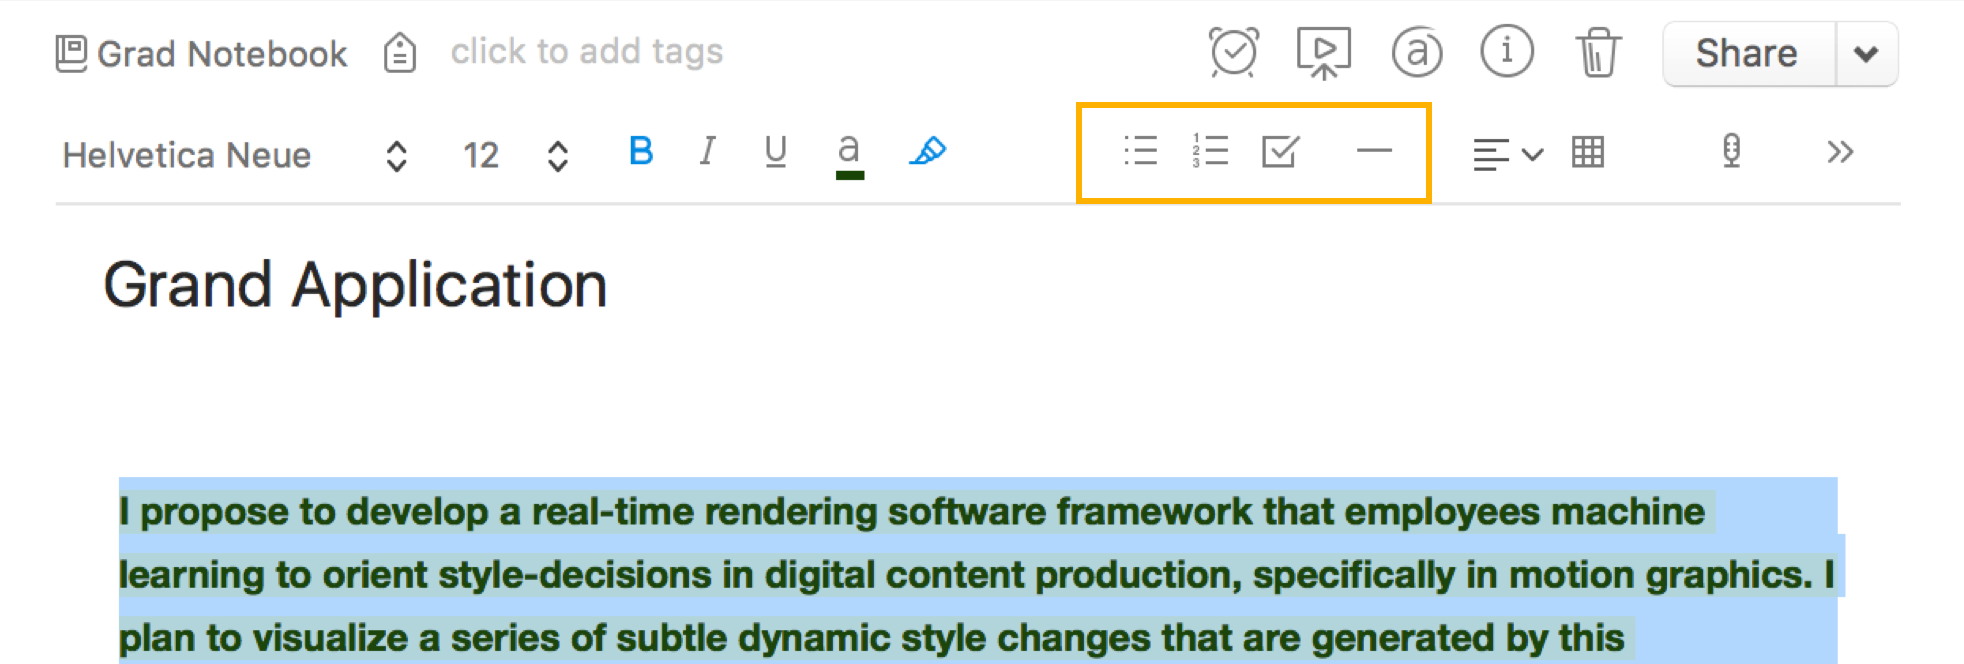 Grad Notebook click to add tags Share
Helvetica Neue 12 B I U a
Grand Application
I propose to develop a real-time rendering software framework that employees machine
learning to orient style-decisions in digital content production, specifically in motion graphics. I
plan to visualize a series of subtle dynamic style changes that are generated by this